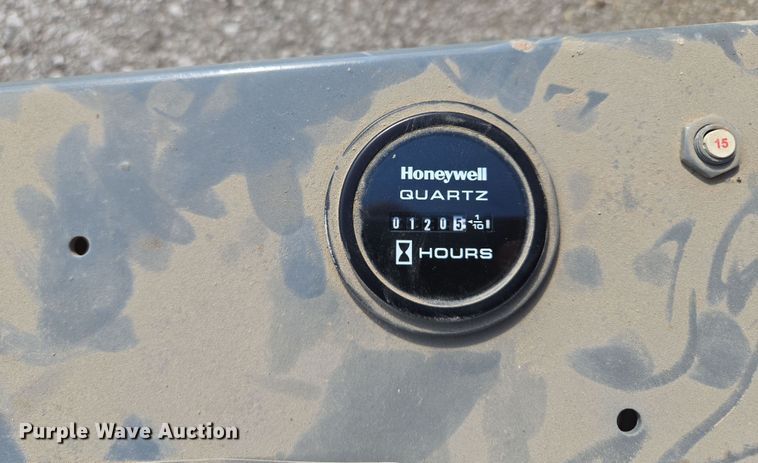 Honeywell
QUARTZ
01205 ◄1/10
HOURS
15
Purple Wave Auction